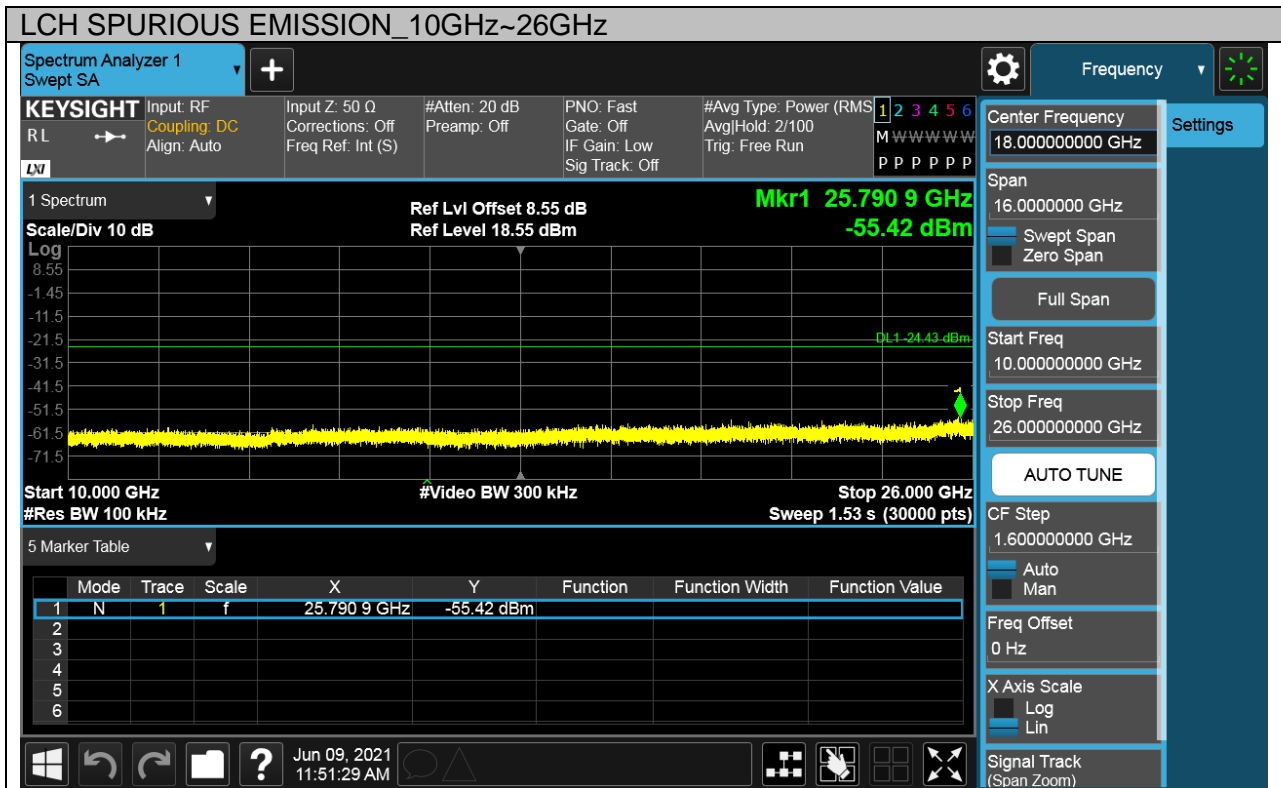 LCH SPURIOUS EMISSION_10GHz~26GHz
Spectrum Analyzer 1
Swept SA
+
Frequency
KEYSIGHT
RL
LXI
Input: RF
Coupling: DC
Align: Auto
Input Z: 50 Ω
Corrections: Off
Freq Ref: Int (S)
#Atten: 20 dB
Preamp: Off
PNO: Fast
Gate: Off
IF Gain: Low
Sig Track: Off
#Avg Type: Power (RMS
Avg|Hold: 2/100
Trig: Free Run
1 2 3 4 5 6
M W W W W W
P P P P P P
1 Spectrum
Scale/Div 10 dB
Ref Lvl Offset 8.55 dB
Ref Level 18.55 dBm
Mkr1 25.790 9 GHz
-55.42 dBm
Log
8.55
-1.45
-11.5
-21.5
DL1 -24.43 dBm
-31.5
-41.5
1
-51.5
-61.5
-71.5
Start 10.000 GHz
#Video BW 300 kHz
Stop 26.000 GHz
#Res BW 100 kHz
Sweep 1.53 s (30000 pts)
5 Marker Table
Mode Trace Scale X Y Function Function Width Function Value
1 N 1 f 25.790 9 GHz -55.42 dBm
2
3
4
5
6
Center Frequency
18.000000000 GHz
Settings
Span
16.0000000 GHz
Swept Span
Zero Span
Full Span
Start Freq
10.000000000 GHz
Stop Freq
26.000000000 GHz
AUTO TUNE
CF Step
1.600000000 GHz
Auto
Man
Freq Offset
0 Hz
X Axis Scale
Log
Lin
Signal Track
(Span Zoom)
?
Jun 09, 2021
11:51:29 AM